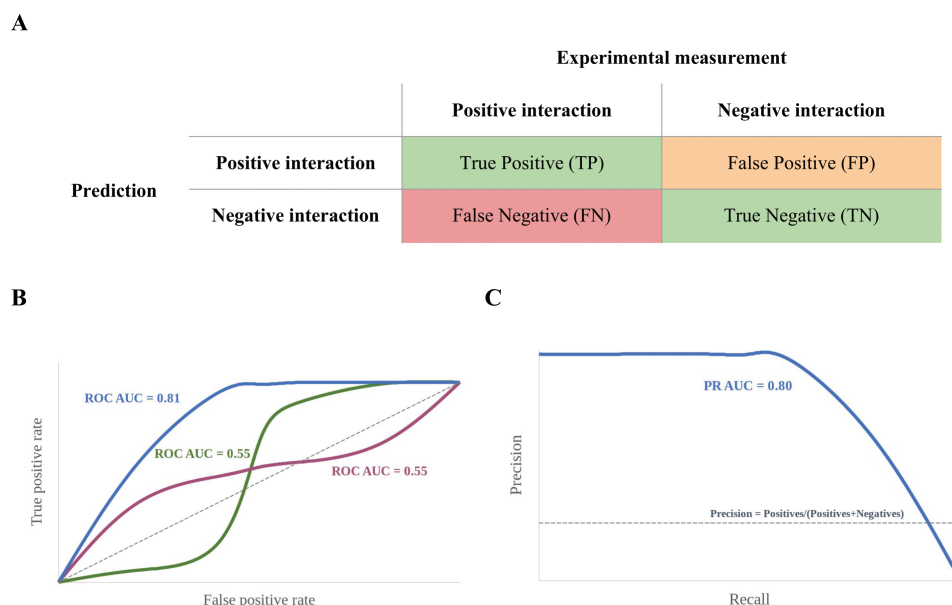 A
Experimental measurement
Positive interaction Negative interaction
Prediction
Positive interaction True Positive (TP) False Positive (FP)
Negative interaction False Negative (FN) True Negative (TN)
B
ROC AUC = 0.81
ROC AUC = 0.55
ROC AUC = 0.55
True positive rate
False positive rate
C
PR AUC = 0.80
Precision = Positives/(Positives+Negatives)
Precision
Recall